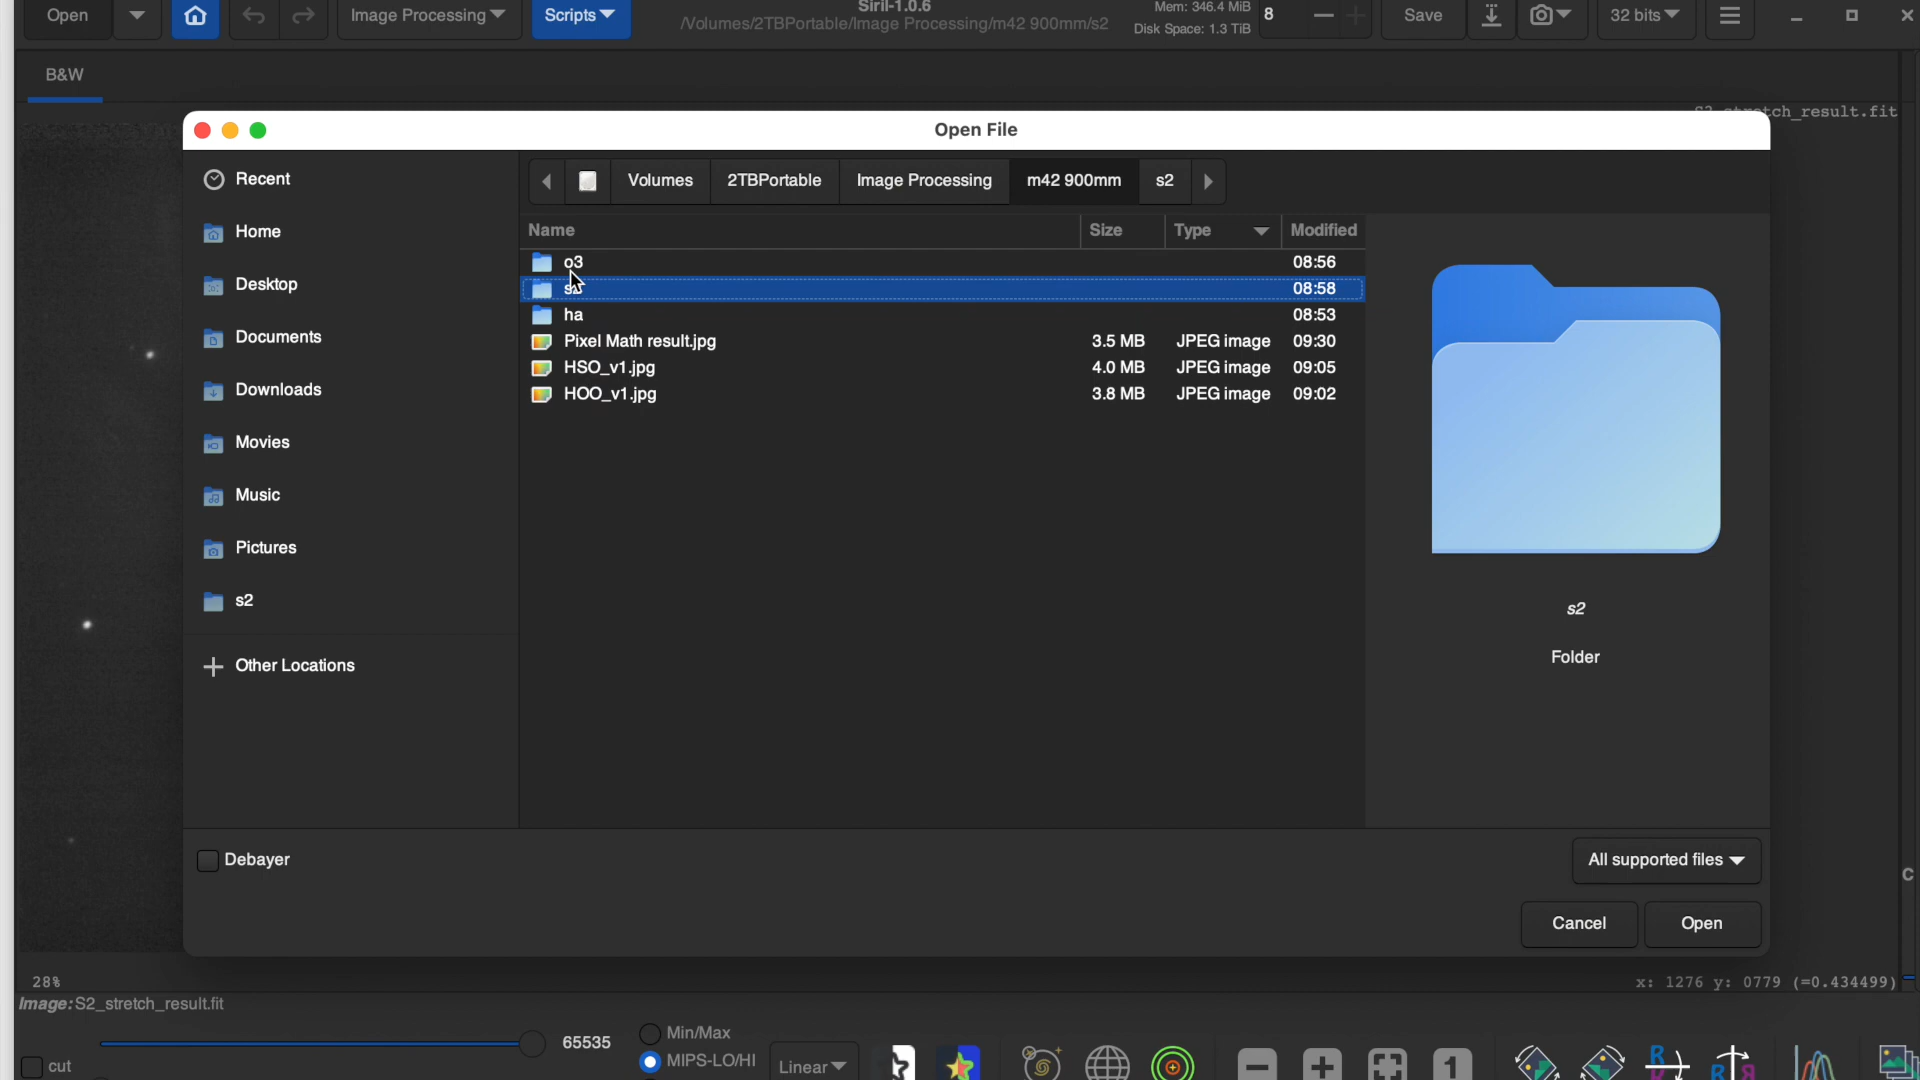 Open
Image Processing
Scripts
Siril-1.0.6
/Volumes/2TBPortable/Image Processing/m42 900mm/s2
Mem: 346.4 MiB
Disk Space: 1.3 TiB
8
Save
32 bits
B&W
Open File
Recent
Home
Desktop
Documents
Downloads
Movies
Music
Pictures
s2
Other Locations
Volumes
2TBPortable
Image Processing
m42 900mm
s2
Name
Size
Type
Modified
o3 08:56
s2 08:58
ha 08:53
Pixel Math result.jpg 3.5 MB JPEG image 09:30
HSO_v1.jpg 4.0 MB JPEG image 09:05
HOO_v1.jpg 3.8 MB JPEG image 09:02
s2
Folder
Debayer
All supported files
Cancel
Open
28%
x: 1276 y: 0779 (=0.434499)
Image: S2_stretch_result.fit
65535
Min/Max
MIPS-LO/HI
cut
Linear
1